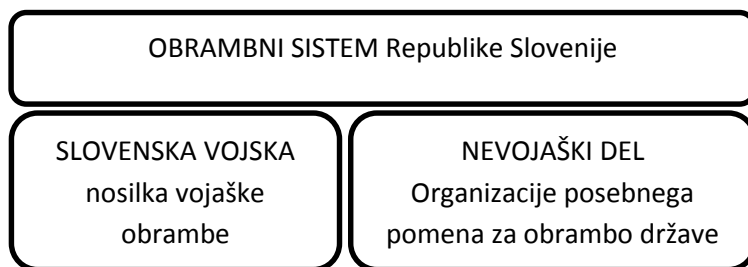 OBRAMBNI SISTEM Republike Slovenije
SLOVENSKA VOJSKA
nosilka vojaške
obrambe
NEVOJAŠKI DEL
Organizacije posebnega
pomena za obrambo države